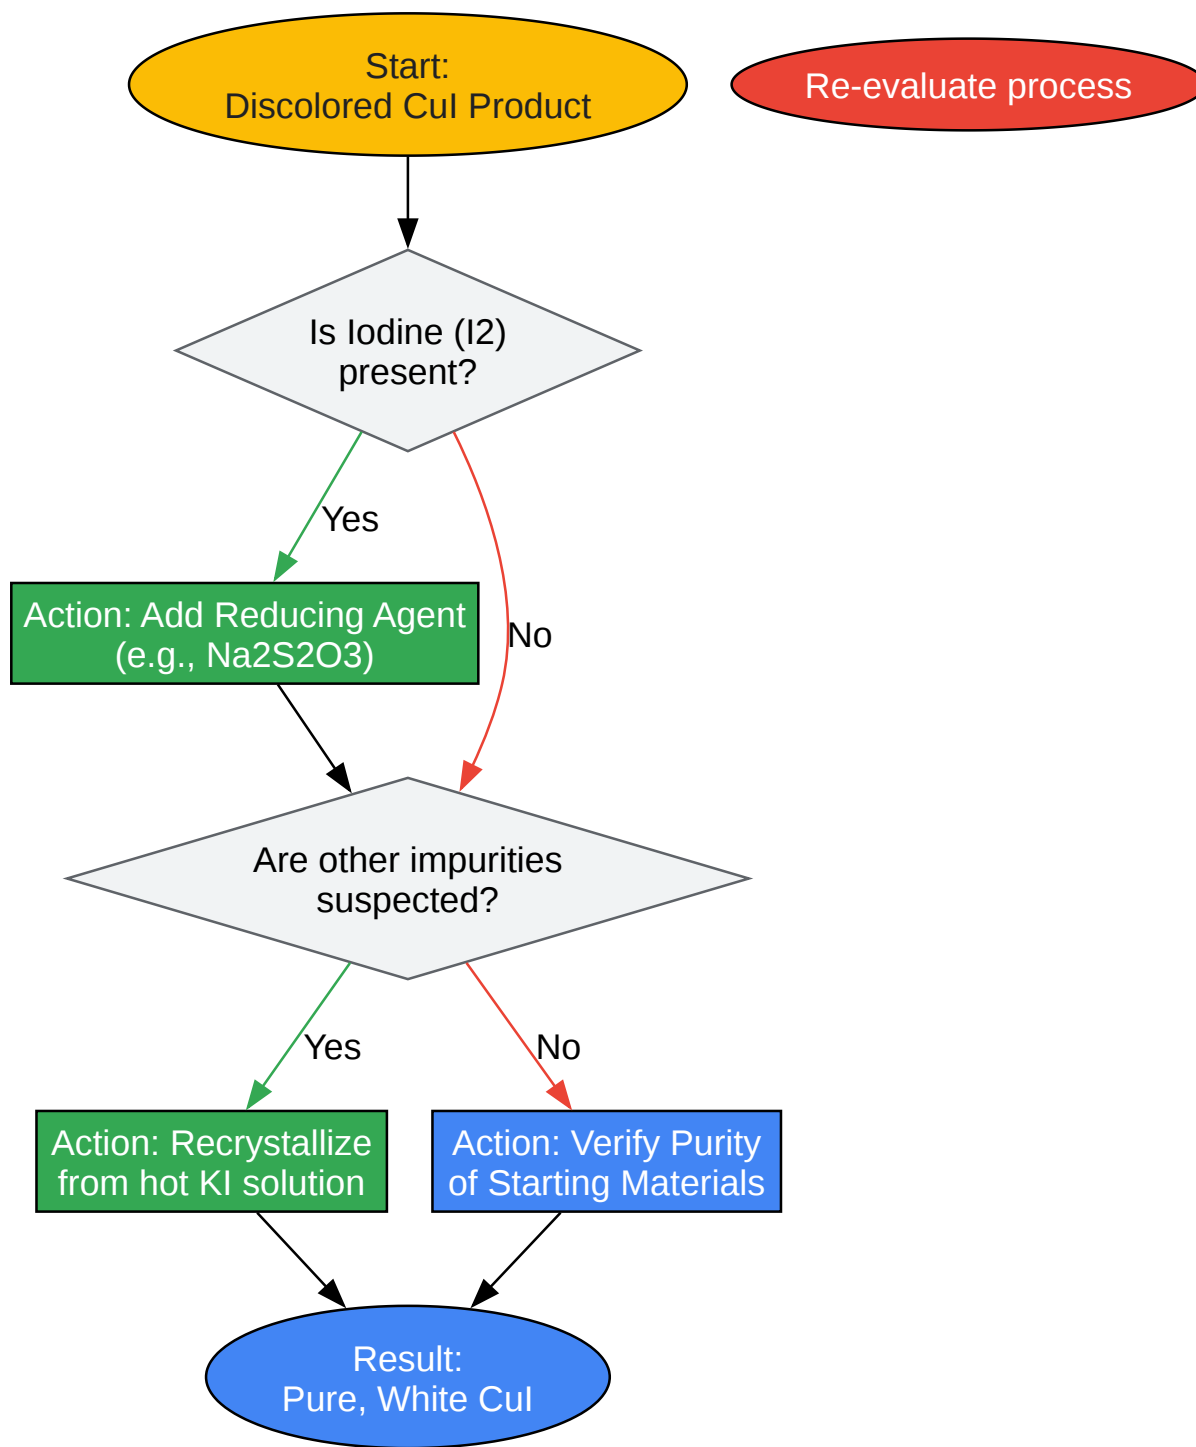 Start:
Discolored CuI Product
Re-evaluate process
Is Iodine (I2)
present?
Yes
Action: Add Reducing Agent
(e.g., Na2S2O3)
No
Are other impurities
suspected?
Yes
No
Action: Recrystallize
from hot KI solution
Action: Verify Purity
of Starting Materials
Result:
Pure, White CuI